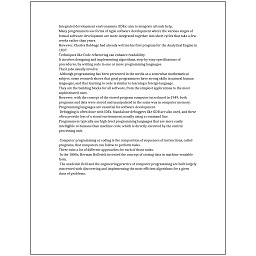 Integrated development environments (IDEs) aim to integrate all such help.
Many programmers use forms of Agile software development where the various stages of
formal software development are more integrated together into short cycles that take a few
weeks rather than years.
However, Charles Babbage had already written his first program for the Analytical Engine in
1837.
Techniques like Code refactoring can enhance readability.
It involves designing and implementing algorithms, step-by-step specifications of
procedures, by writing code in one or more programming languages.
Their jobs usually involve:
Although programming has been presented in the media as a somewhat mathematical
subject, some research shows that good programmers have strong skills in natural human
languages, and that learning to code is similar to learning a foreign language.
They are the building blocks for all software, from the simplest applications to the most
sophisticated ones.
However, with the concept of the stored-program computer introduced in 1949, both
programs and data were stored and manipulated in the same way in computer memory.
Programming languages are essential for software development.
Debugging is often done with IDEs. Standalone debuggers like GDB are also used, and these
often provide less of a visual environment, usually using a command line.
Programmers typically use high-level programming languages that are more easily
intelligible to humans than machine code, which is directly executed by the central
processing unit.
Computer programming or coding is the composition of sequences of instructions, called
programs, that computers can follow to perform tasks.
There exist a lot of different approaches for each of those tasks.
In the 1880s, Herman Hollerith invented the concept of storing data in machine-readable
form.
The academic field and the engineering practice of computer programming are both largely
concerned with discovering and implementing the most efficient algorithms for a given
class of problems.